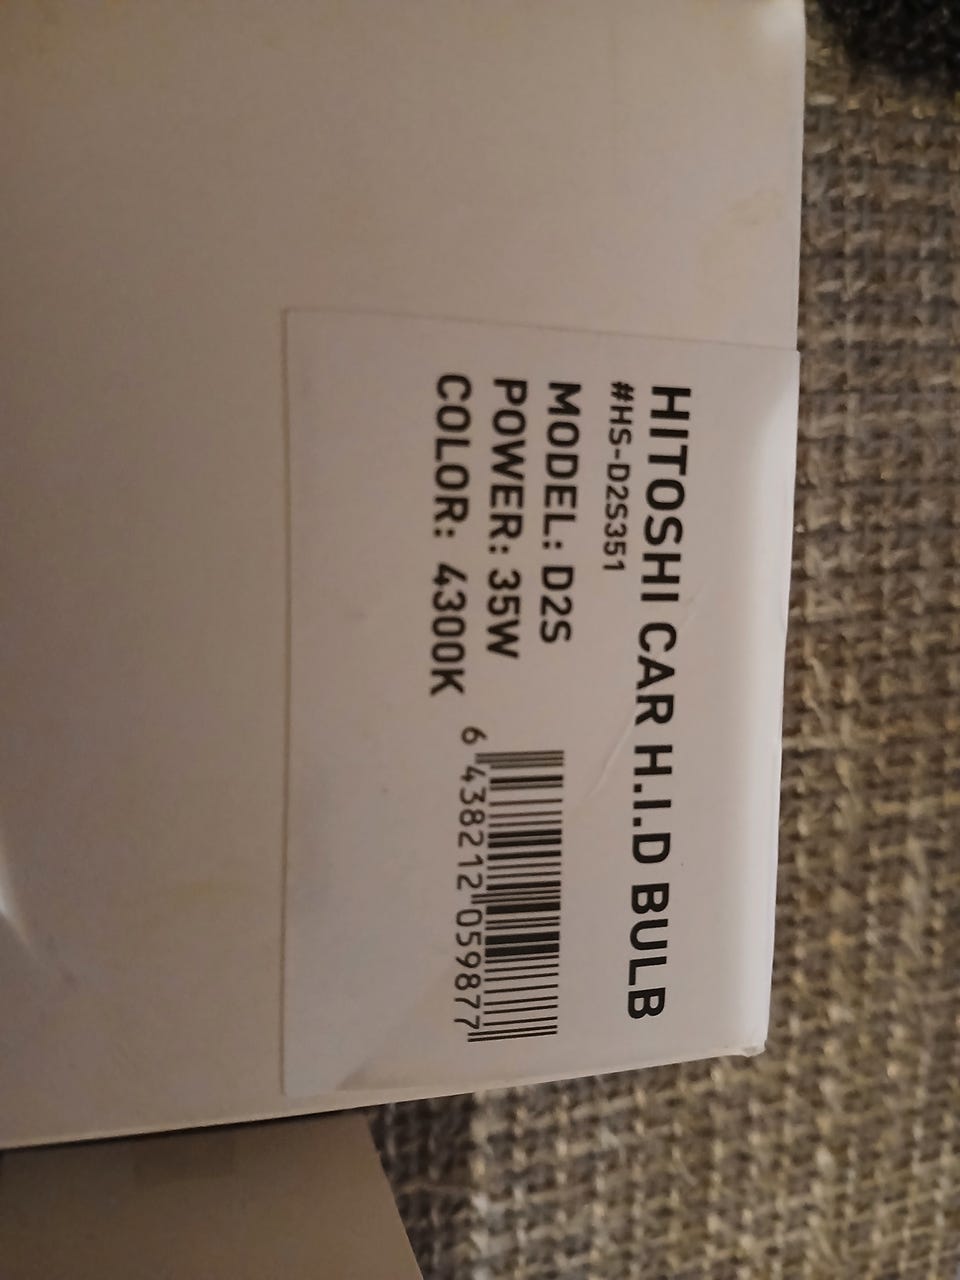 HITOSHI CAR H.I.D BULB
#HS-D2S351
MODEL: D2S
POWER: 35W
COLOR: 4300K
6 438212 059877